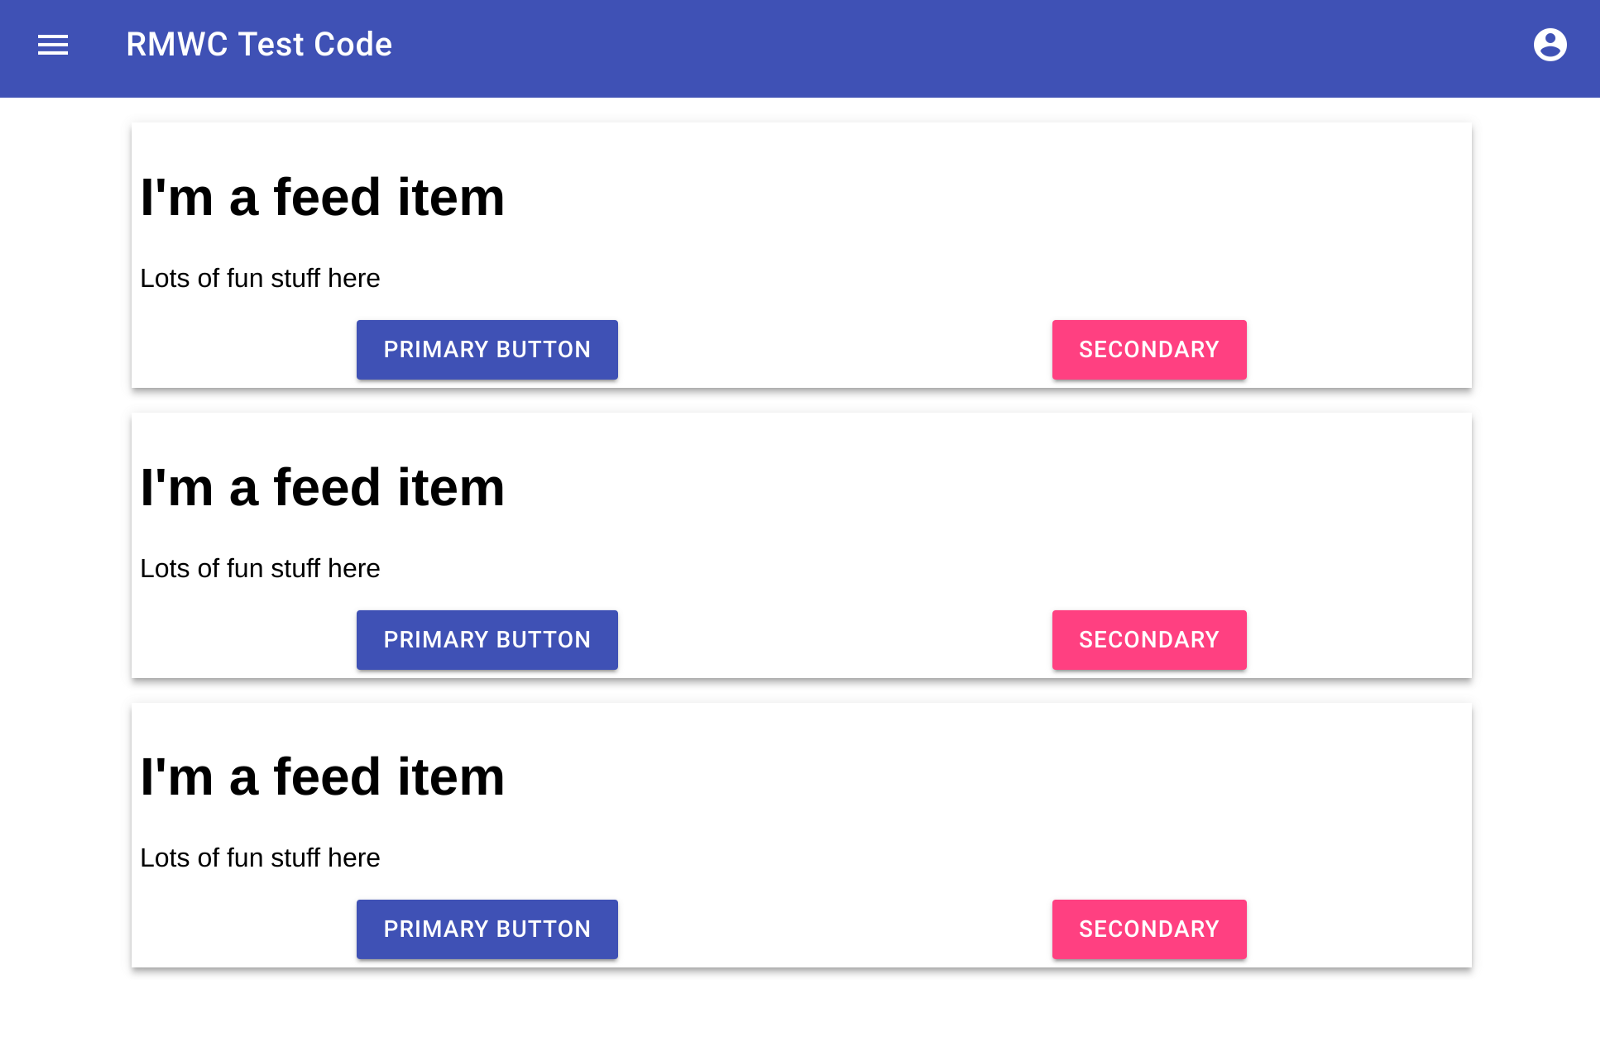 RMWC Test Code
I'm a feed item
Lots of fun stuff here
PRIMARY BUTTON SECONDARY
I'm a feed item
Lots of fun stuff here
PRIMARY BUTTON SECONDARY
I'm a feed item
Lots of fun stuff here
PRIMARY BUTTON SECONDARY